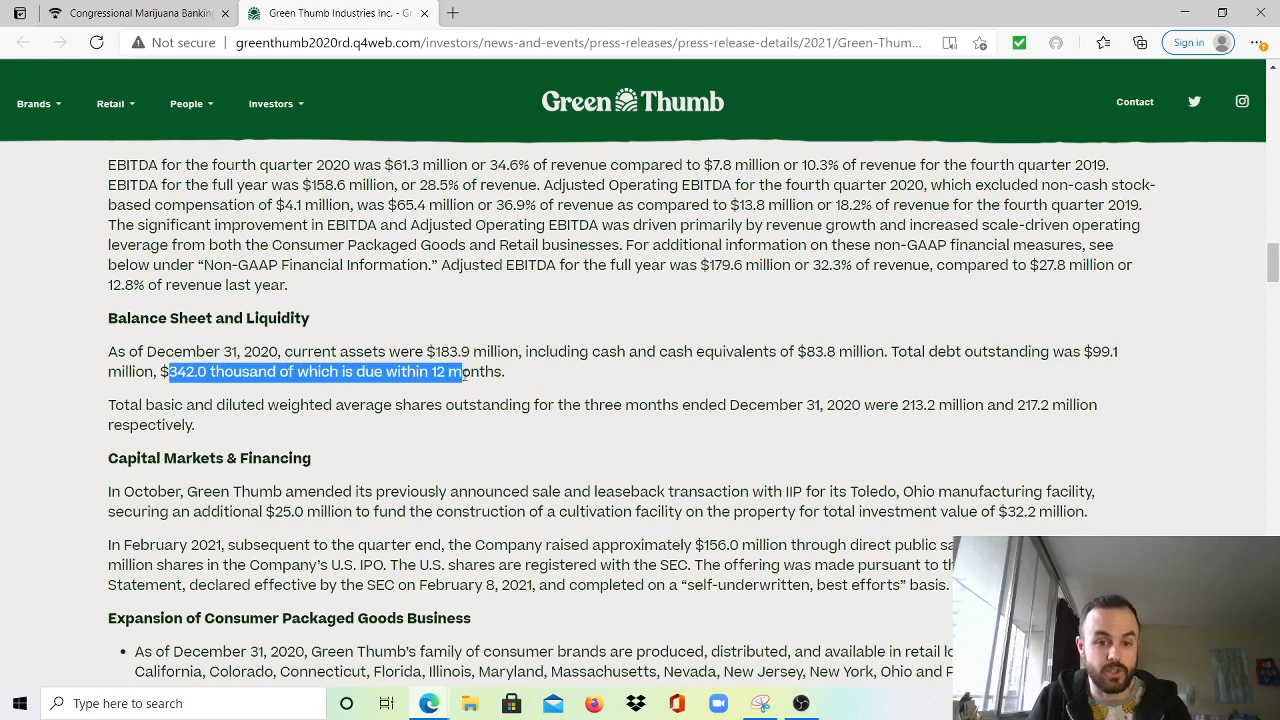 Congressional Marijuana Banking
Green Thumb Industries Inc. - Gr
Not secure
greenthumb2020rd.q4web.com/investors/news-and-events/press-releases/press-release-details/2021/Green-Thum...
Sign in
Brands
Retail
People
Investors
Green Thumb
Contact
EBITDA for the fourth quarter 2020 was $61.3 million or 34.6% of revenue compared to $7.8 million or 10.3% of revenue for the fourth quarter 2019.
EBITDA for the full year was $158.6 million, or 28.5% of revenue. Adjusted Operating EBITDA for the fourth quarter 2020, which excluded non-cash stock-
based compensation of $4.1 million, was $65.4 million or 36.9% of revenue as compared to $13.8 million or 18.2% of revenue for the fourth quarter 2019.
The significant improvement in EBITDA and Adjusted Operating EBITDA was driven primarily by revenue growth and increased scale-driven operating
leverage from both the Consumer Packaged Goods and Retail businesses. For additional information on these non-GAAP financial measures, see
below under “Non-GAAP Financial Information.” Adjusted EBITDA for the full year was $179.6 million or 32.3% of revenue, compared to $27.8 million or
12.8% of revenue last year.
Balance Sheet and Liquidity
As of December 31, 2020, current assets were $183.9 million, including cash and cash equivalents of $83.8 million. Total debt outstanding was $99.1
million, $342.0 thousand of which is due within 12 months.
Total basic and diluted weighted average shares outstanding for the three months ended December 31, 2020 were 213.2 million and 217.2 million
respectively.
Capital Markets & Financing
In October, Green Thumb amended its previously announced sale and leaseback transaction with IIP for its Toledo, Ohio manufacturing facility,
securing an additional $25.0 million to fund the construction of a cultivation facility on the property for total investment value of $32.2 million.
In February 2021, subsequent to the quarter end, the Company raised approximately $156.0 million through direct public sa
million shares in the Company’s U.S. IPO. The U.S. shares are registered with the SEC. The offering was made pursuant to th
Statement, declared effective by the SEC on February 8, 2021, and completed on a “self-underwritten, best efforts” basis.
Expansion of Consumer Packaged Goods Business
• As of December 31, 2020, Green Thumb’s family of consumer brands are produced, distributed, and available in retail lo
California, Colorado, Connecticut, Florida, Illinois, Maryland, Massachusetts, Nevada, New Jersey, New York, Ohio and P
Type here to search